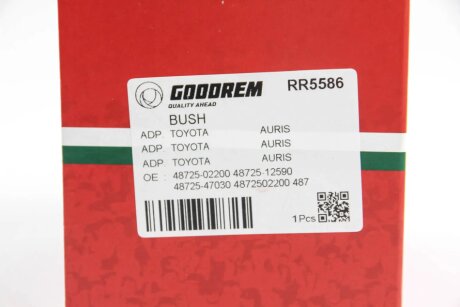 GOODREM RR5586
QUALITY AHEAD
BUSH
ADP. TOYOTA AURIS
ADP. TOYOTA AURIS
ADP. TOYOTA AURIS
OE : 48725-02200 48725-12590
48725-47030 4872502200 487
1Pcs